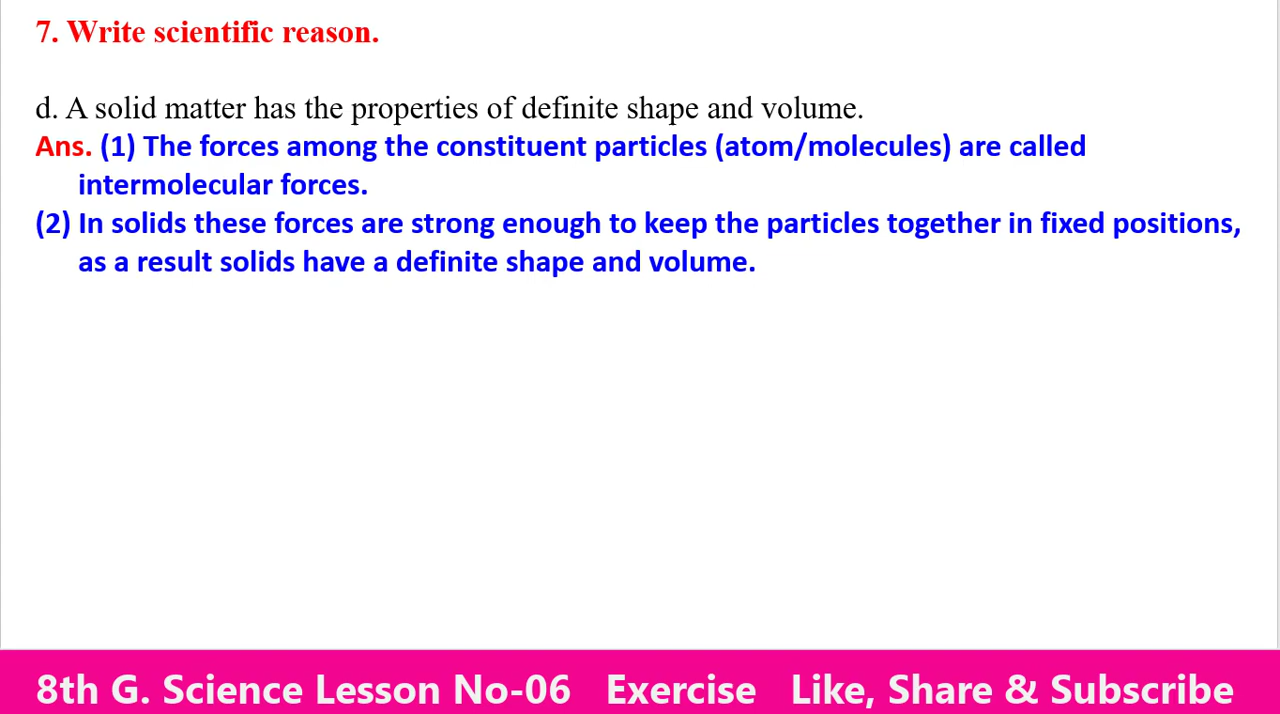 7. Write scientific reason.
d. A solid matter has the properties of definite shape and volume.
Ans. (1) The forces among the constituent particles (atom/molecules) are called
intermolecular forces.
(2) In solids these forces are strong enough to keep the particles together in fixed positions,
as a result solids have a definite shape and volume.
8th G. Science Lesson No-06 Exercise Like, Share & Subscribe